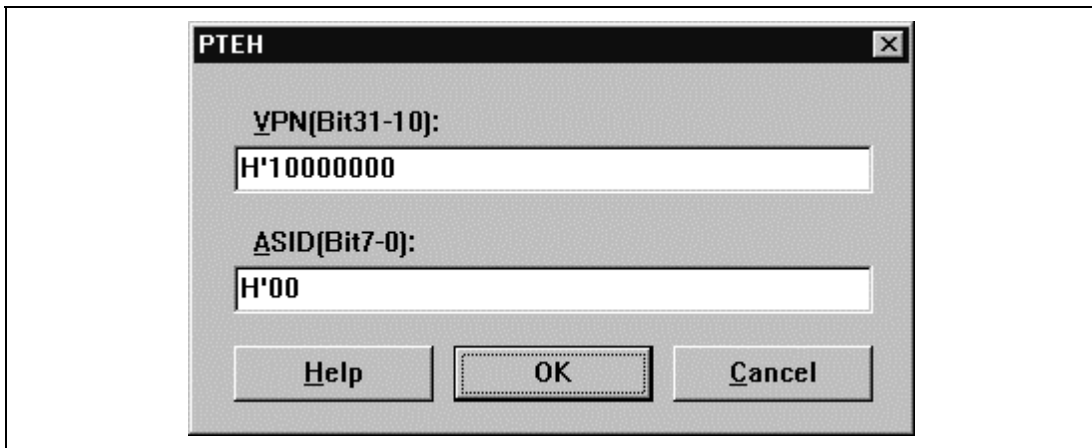 PTEH
VPN(Bit31-10):
H'10000000
ASID(Bit7-0):
H'00
Help OK Cancel